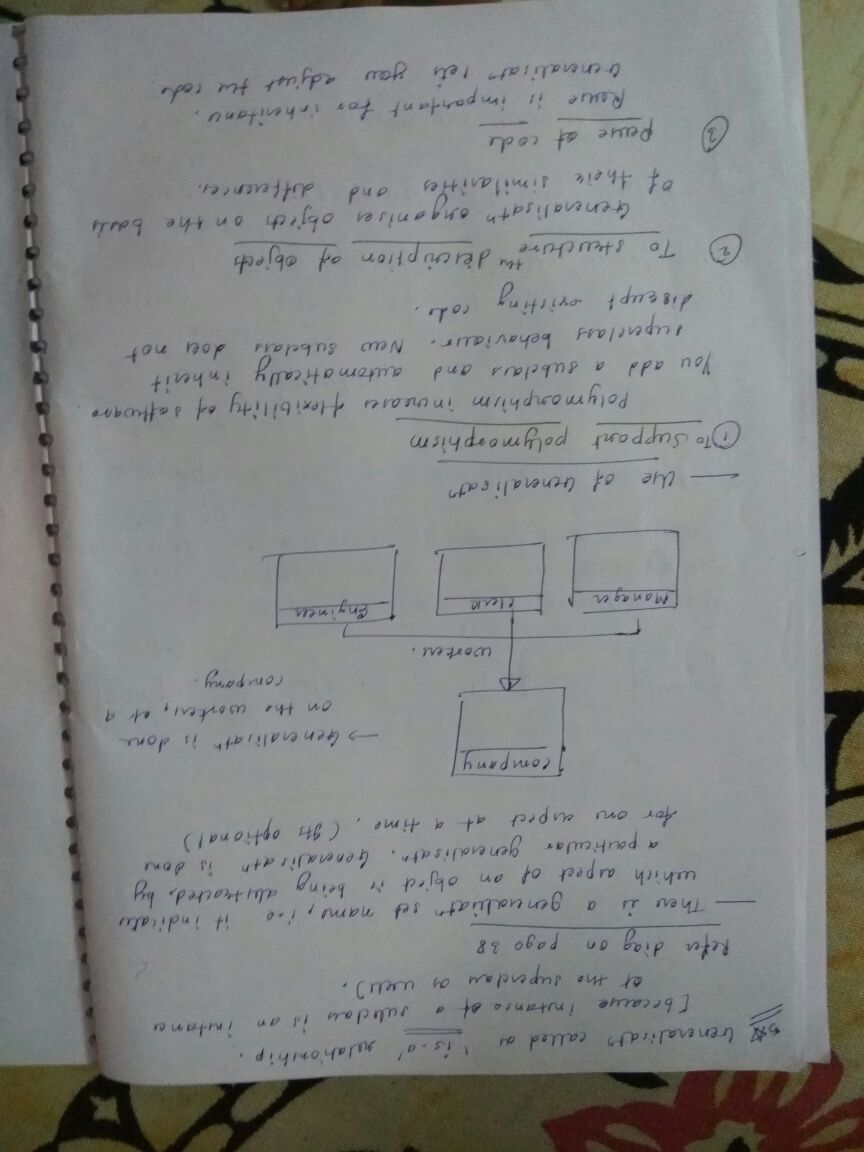 Generalisatⁿ called as 'is-a' relationship.
[because instance of a subclass is an instance
of the superclass as well).
Refer diag on page 38
— There is a generalisatⁿ set name, i.e it indicates
which aspect of an object is being abstracted, by
a particular generalisatⁿ. Generalisatⁿ is done
for one aspect at a time. (Its optional)
company
→ Generalisatⁿ is done
on the workers, of a
company.
workers.
Manager
clerk
Engineer
— Use of Generalisatⁿ
① To support polymorphism
Polymorphism increases flexibility of software
You add a subclass and automatically inherit
superclass behaviour. New subclass does not
disrupt existing code.
② To structure the description of objects
Generalisatⁿ organises object on the basis
of their similarities and differences.
③ Reuse of code
Reuse is important for inheritance.
Generalisatⁿ lets you adjust the code.